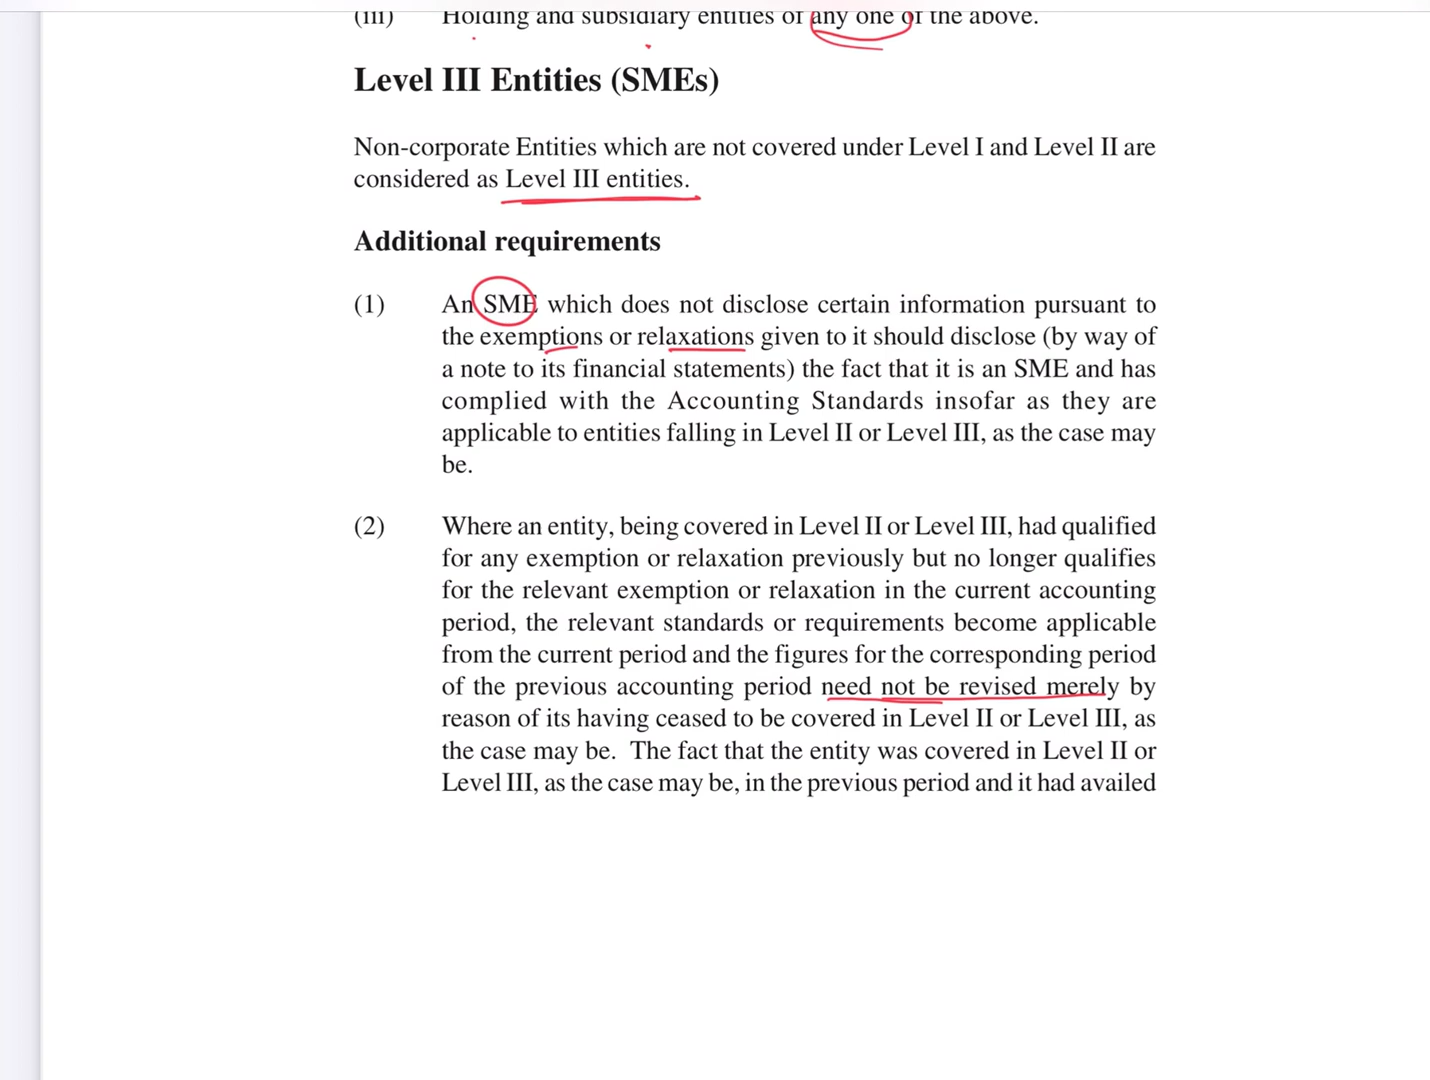 (iii) Holding and subsidiary entities of any one of the above.
Level III Entities (SMEs)
Non-corporate Entities which are not covered under Level I and Level II are
considered as Level III entities.
Additional requirements
(1) An SME which does not disclose certain information pursuant to
the exemptions or relaxations given to it should disclose (by way of
a note to its financial statements) the fact that it is an SME and has
complied with the Accounting Standards insofar as they are
applicable to entities falling in Level II or Level III, as the case may
be.
(2) Where an entity, being covered in Level II or Level III, had qualified
for any exemption or relaxation previously but no longer qualifies
for the relevant exemption or relaxation in the current accounting
period, the relevant standards or requirements become applicable
from the current period and the figures for the corresponding period
of the previous accounting period need not be revised merely by
reason of its having ceased to be covered in Level II or Level III, as
the case may be. The fact that the entity was covered in Level II or
Level III, as the case may be, in the previous period and it had availed